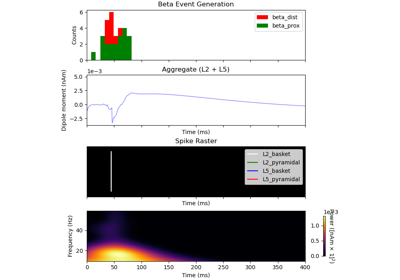 Beta Event Generation
6
4
2
0
Counts
beta_dist
beta_prox
Aggregate (L2 + L5)
1e−3
5.0
2.5
0.0
−2.5
Dipole moment (nAm)
Time (ms)
Spike Raster
L2_basket
L2_pyramidal
L5_basket
L5_pyramidal
40
20
Frequency (Hz)
0 50 100 150 200 250 300 350 400
Time (ms)
1e−3
1.0
0.5
0.0